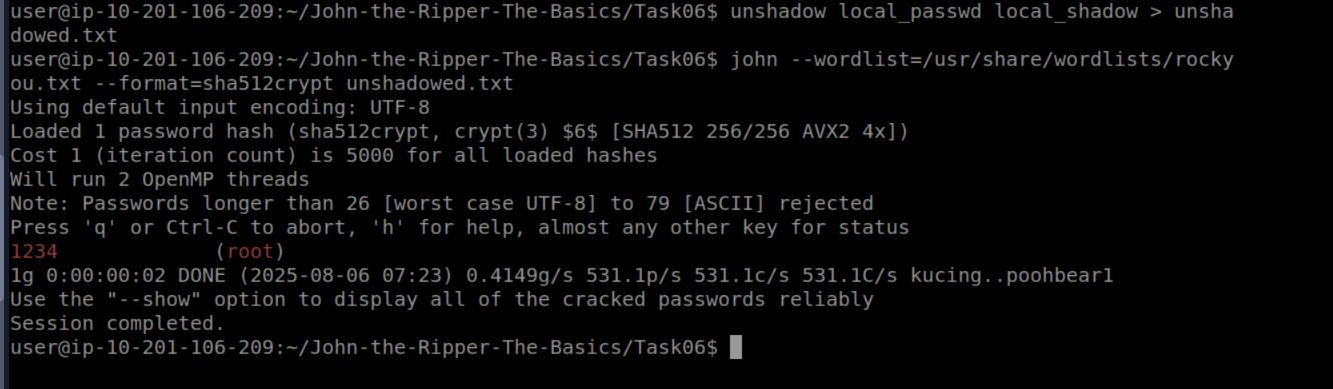 user@ip-10-201-106-209:~/John-the-Ripper-The-Basics/Task06$ unshadow local_passwd local_shadow > unsha
dowed.txt
user@ip-10-201-106-209:~/John-the-Ripper-The-Basics/Task06$ john --wordlist=/usr/share/wordlists/rocky
ou.txt --format=sha512crypt unshadowed.txt
Using default input encoding: UTF-8
Loaded 1 password hash (sha512crypt, crypt(3) $6$ [SHA512 256/256 AVX2 4x])
Cost 1 (iteration count) is 5000 for all loaded hashes
Will run 2 OpenMP threads
Note: Passwords longer than 26 [worst case UTF-8] to 79 [ASCII] rejected
Press 'q' or Ctrl-C to abort, 'h' for help, almost any other key for status
1234             (root)
1g 0:00:00:02 DONE (2025-08-06 07:23) 0.4149g/s 531.1p/s 531.1c/s 531.1C/s kucing..poohbear1
Use the "--show" option to display all of the cracked passwords reliably
Session completed.
user@ip-10-201-106-209:~/John-the-Ripper-The-Basics/Task06$